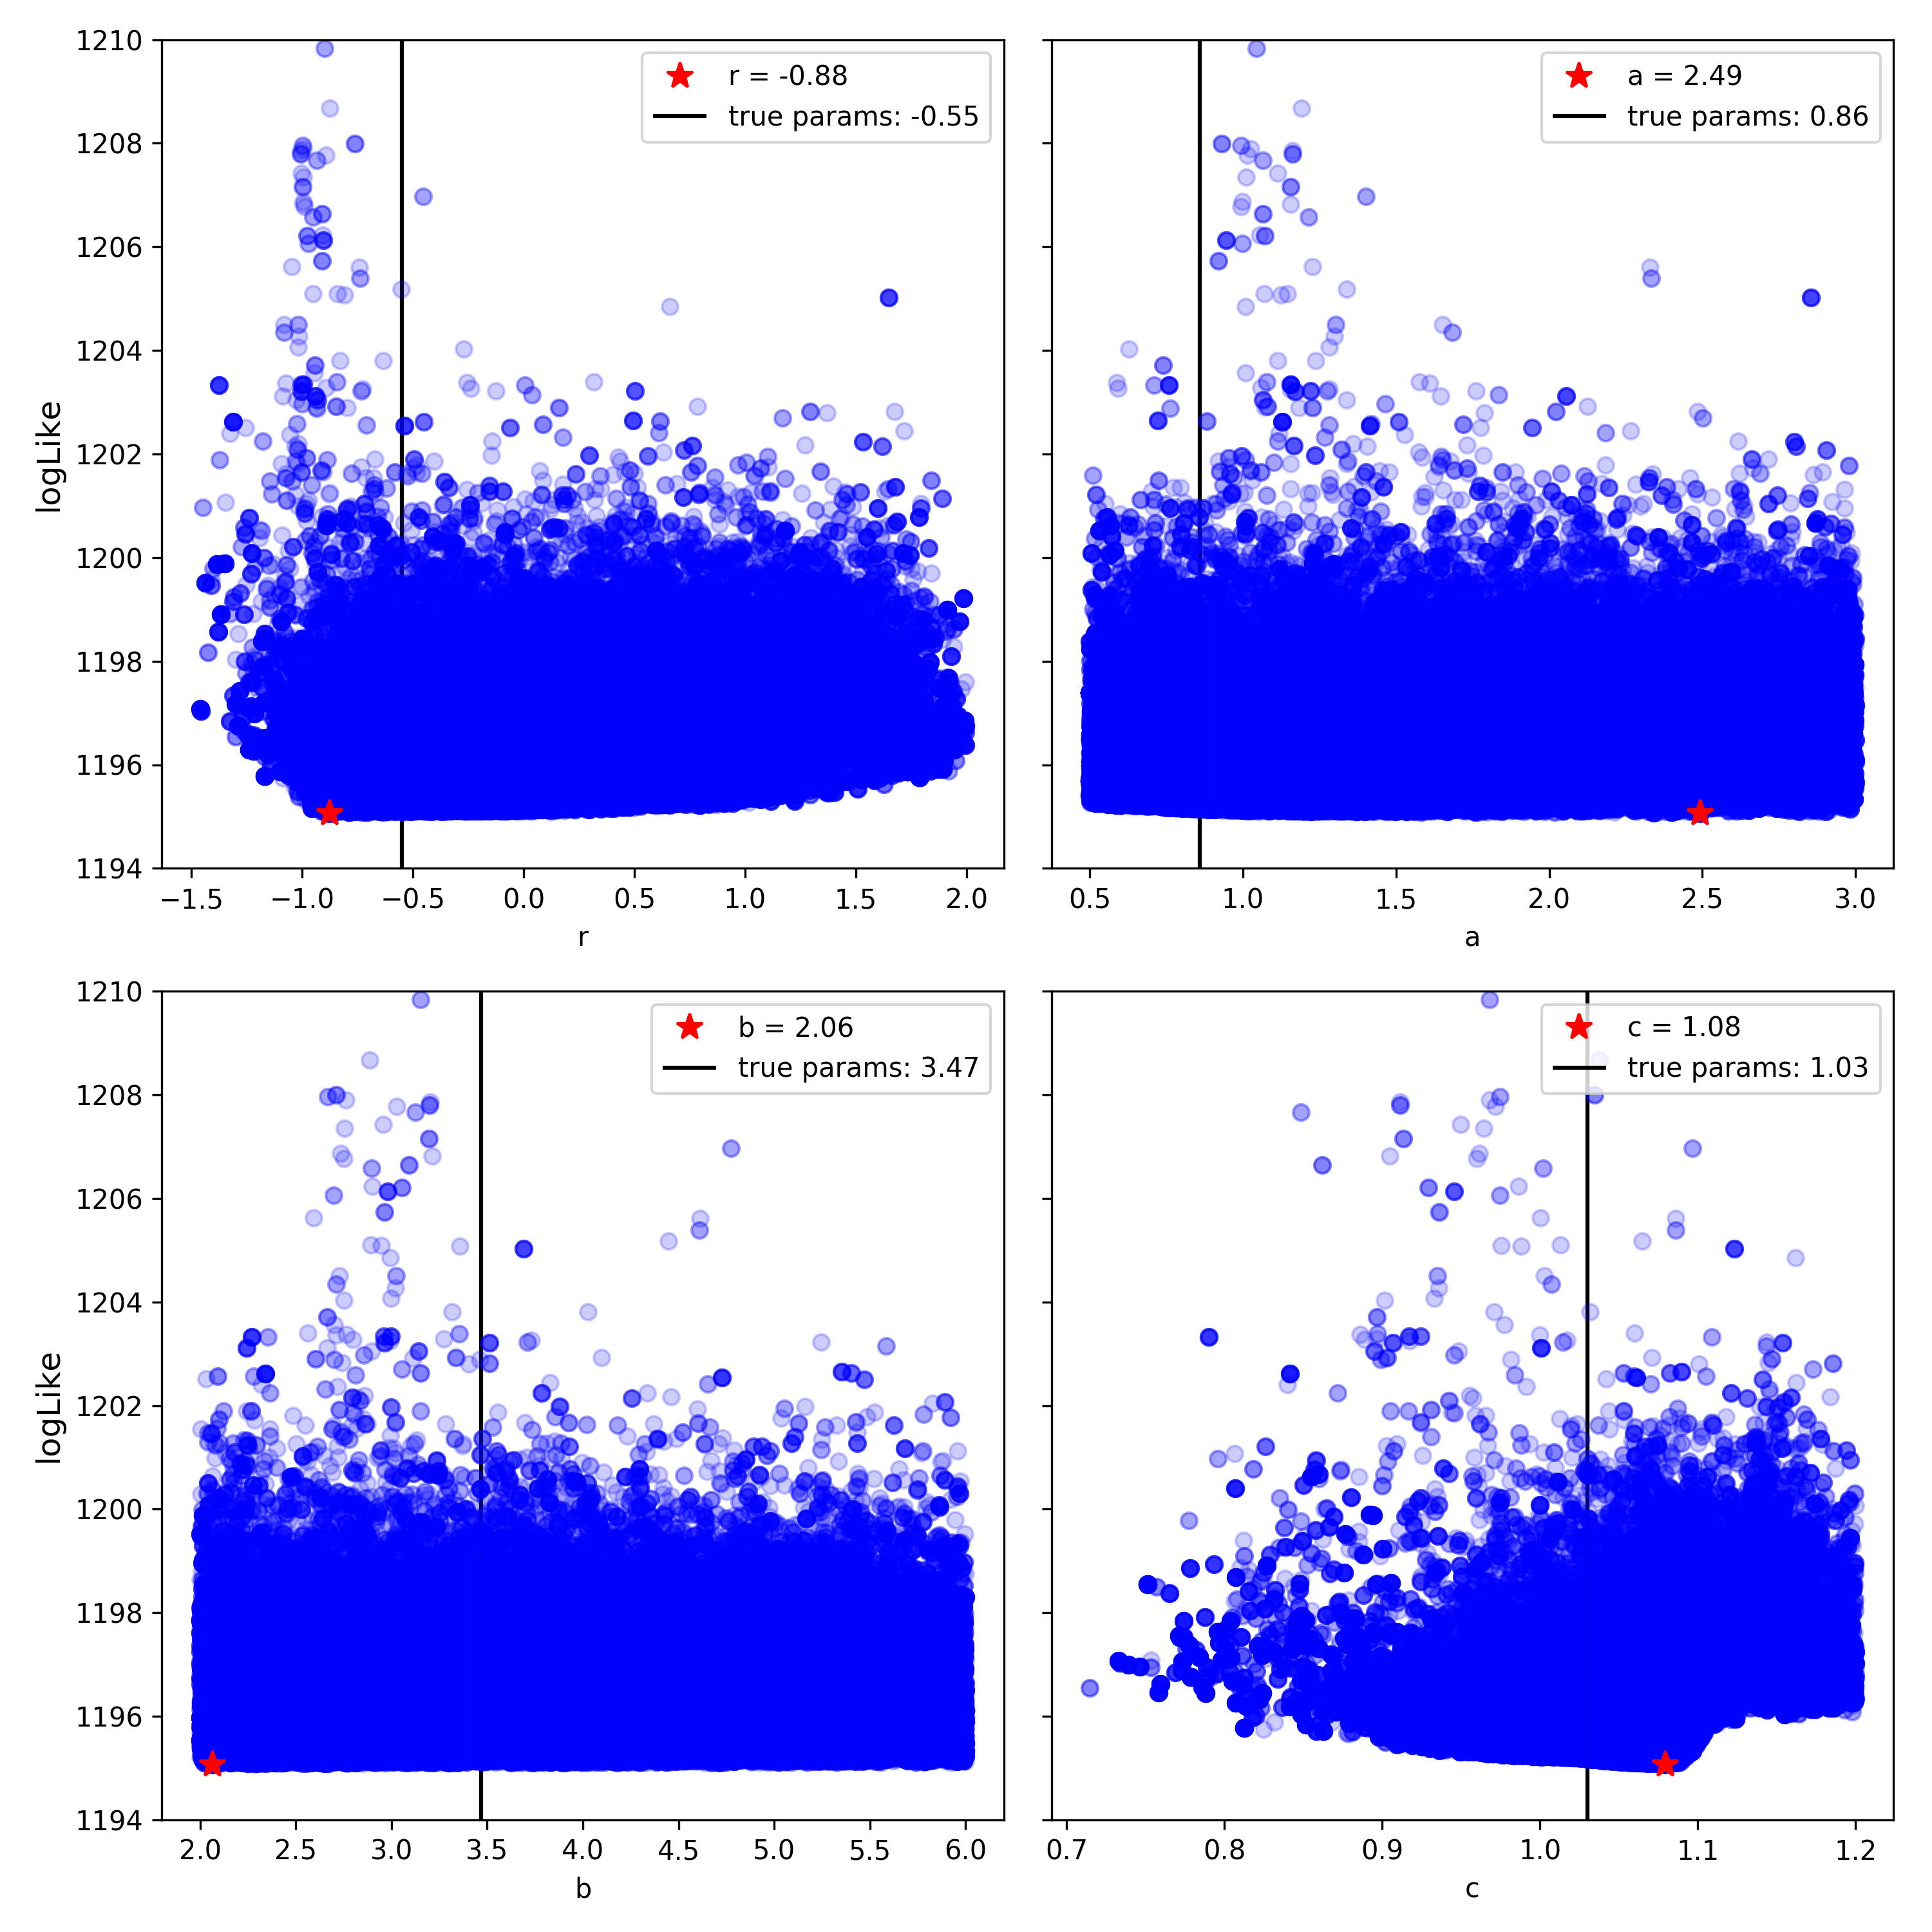 1210
1208
1206
1204
1202
1200
1198
1196
1194
logLike
r = -0.88
true params: -0.55
−1.5 −1.0 −0.5 0.0 0.5 1.0 1.5 2.0
r
a = 2.49
true params: 0.86
0.5 1.0 1.5 2.0 2.5 3.0
a
1210
1208
1206
1204
1202
1200
1198
1196
1194
logLike
b = 2.06
true params: 3.47
2.0 2.5 3.0 3.5 4.0 4.5 5.0 5.5 6.0
b
c = 1.08
true params: 1.03
0.7 0.8 0.9 1.0 1.1 1.2
c